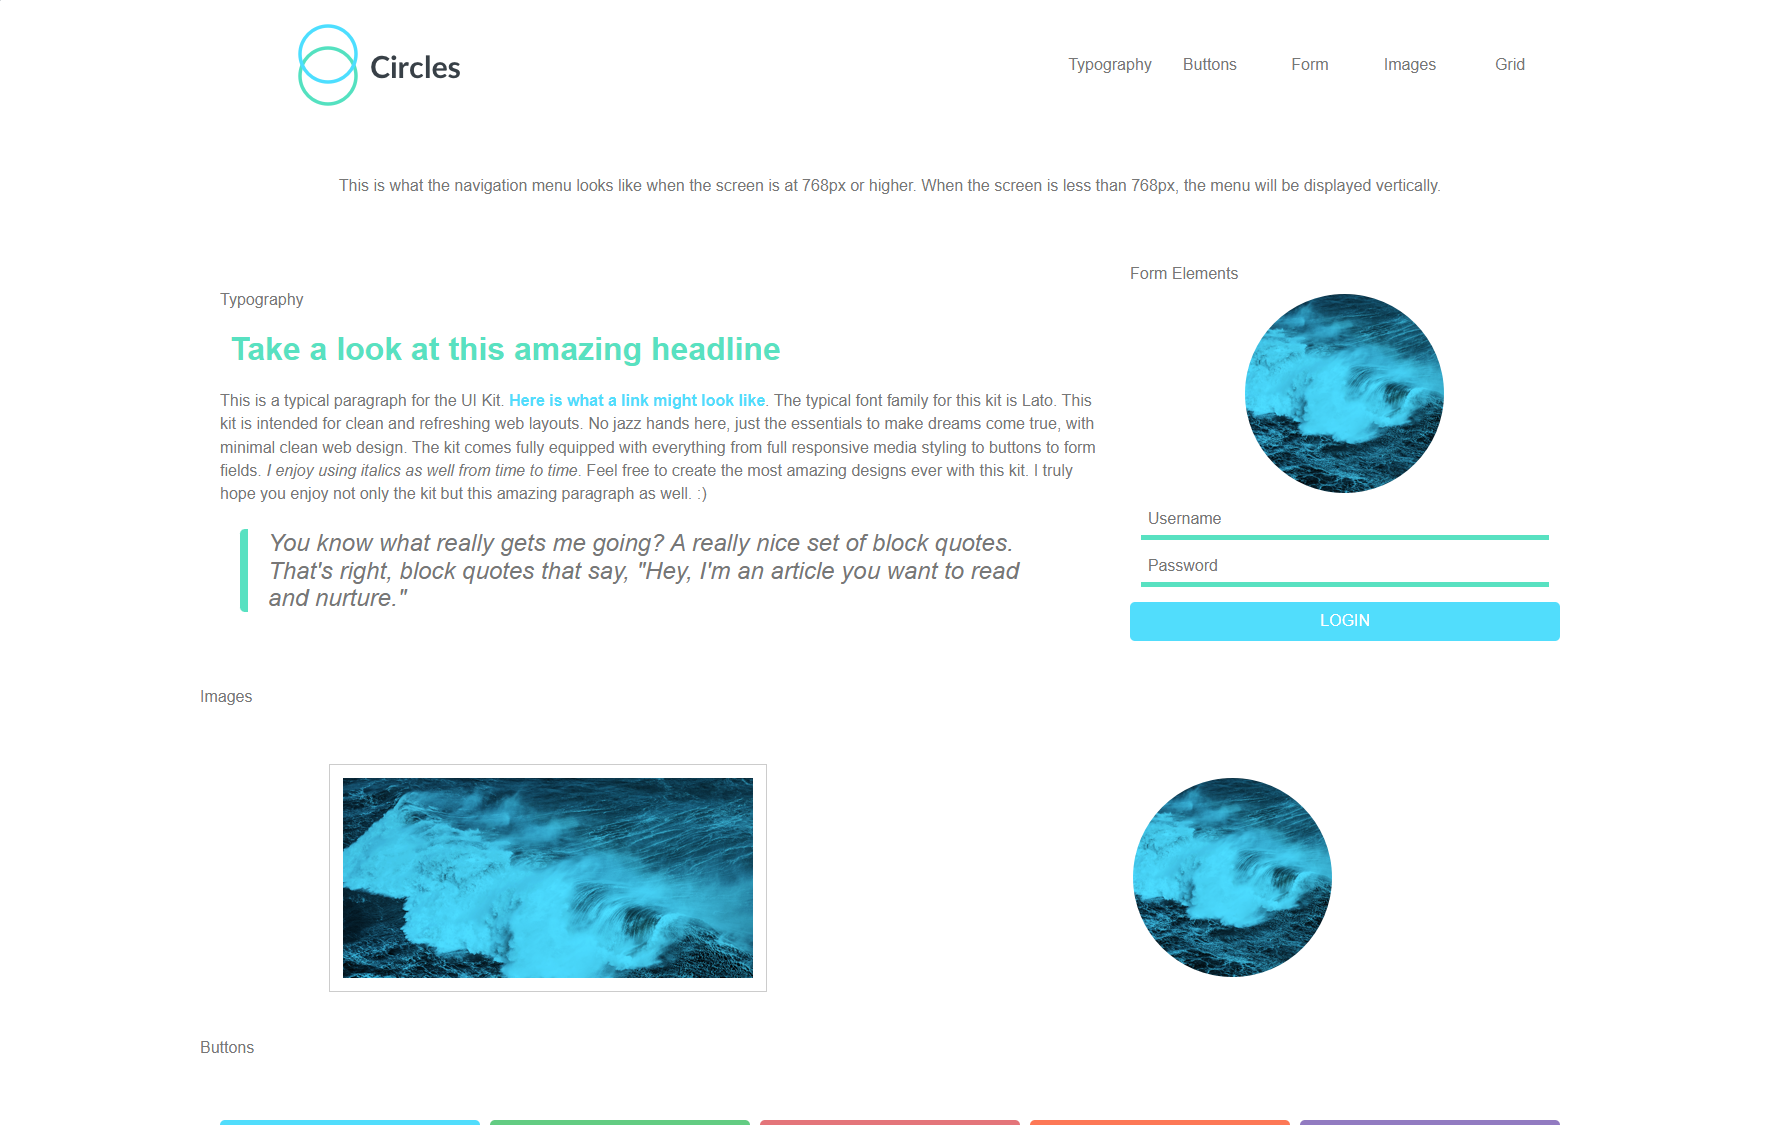 Circles
Typography Buttons Form Images Grid
This is what the navigation menu looks like when the screen is at 768px or higher. When the screen is less than 768px, the menu will be displayed vertically.
Typography
Take a look at this amazing headline
This is a typical paragraph for the UI Kit. Here is what a link might look like. The typical font family for this kit is Lato. This
kit is intended for clean and refreshing web layouts. No jazz hands here, just the essentials to make dreams come true, with
minimal clean web design. The kit comes fully equipped with everything from full responsive media styling to buttons to form
fields. I enjoy using italics as well from time to time. Feel free to create the most amazing designs ever with this kit. I truly
hope you enjoy not only the kit but this amazing paragraph as well. :)
You know what really gets me going? A really nice set of block quotes.
That's right, block quotes that say, "Hey, I'm an article you want to read
and nurture."
Form Elements
Username
Password
LOGIN
Images
Buttons